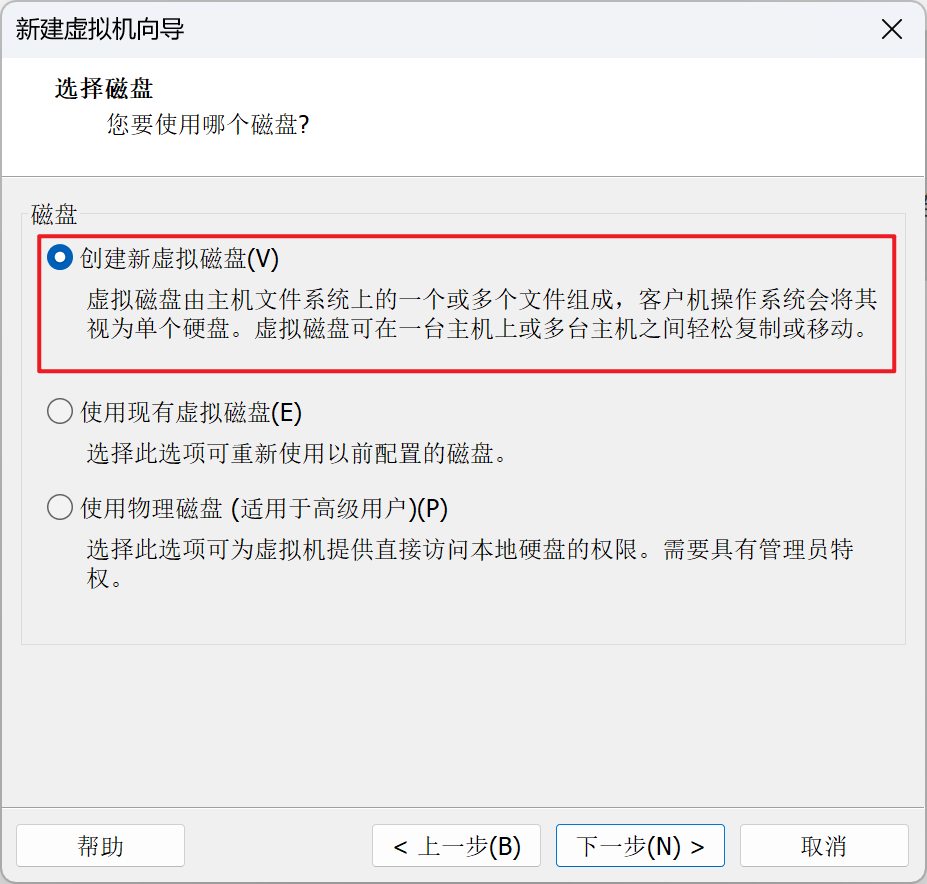 新建虚拟机向导
选择磁盘
您要使用哪个磁盘?
磁盘
创建新虚拟磁盘(V)
虚拟磁盘由主机文件系统上的一个或多个文件组成，客户机操作系统会将其
视为单个硬盘。虚拟磁盘可在一台主机上或多台主机之间轻松复制或移动。
使用现有虚拟磁盘(E)
选择此选项可重新使用以前配置的磁盘。
使用物理磁盘 (适用于高级用户)(P)
选择此选项可为虚拟机提供直接访问本地硬盘的权限。需要具有管理员特
权。
帮助
< 上一步(B)
下一步(N) >
取消